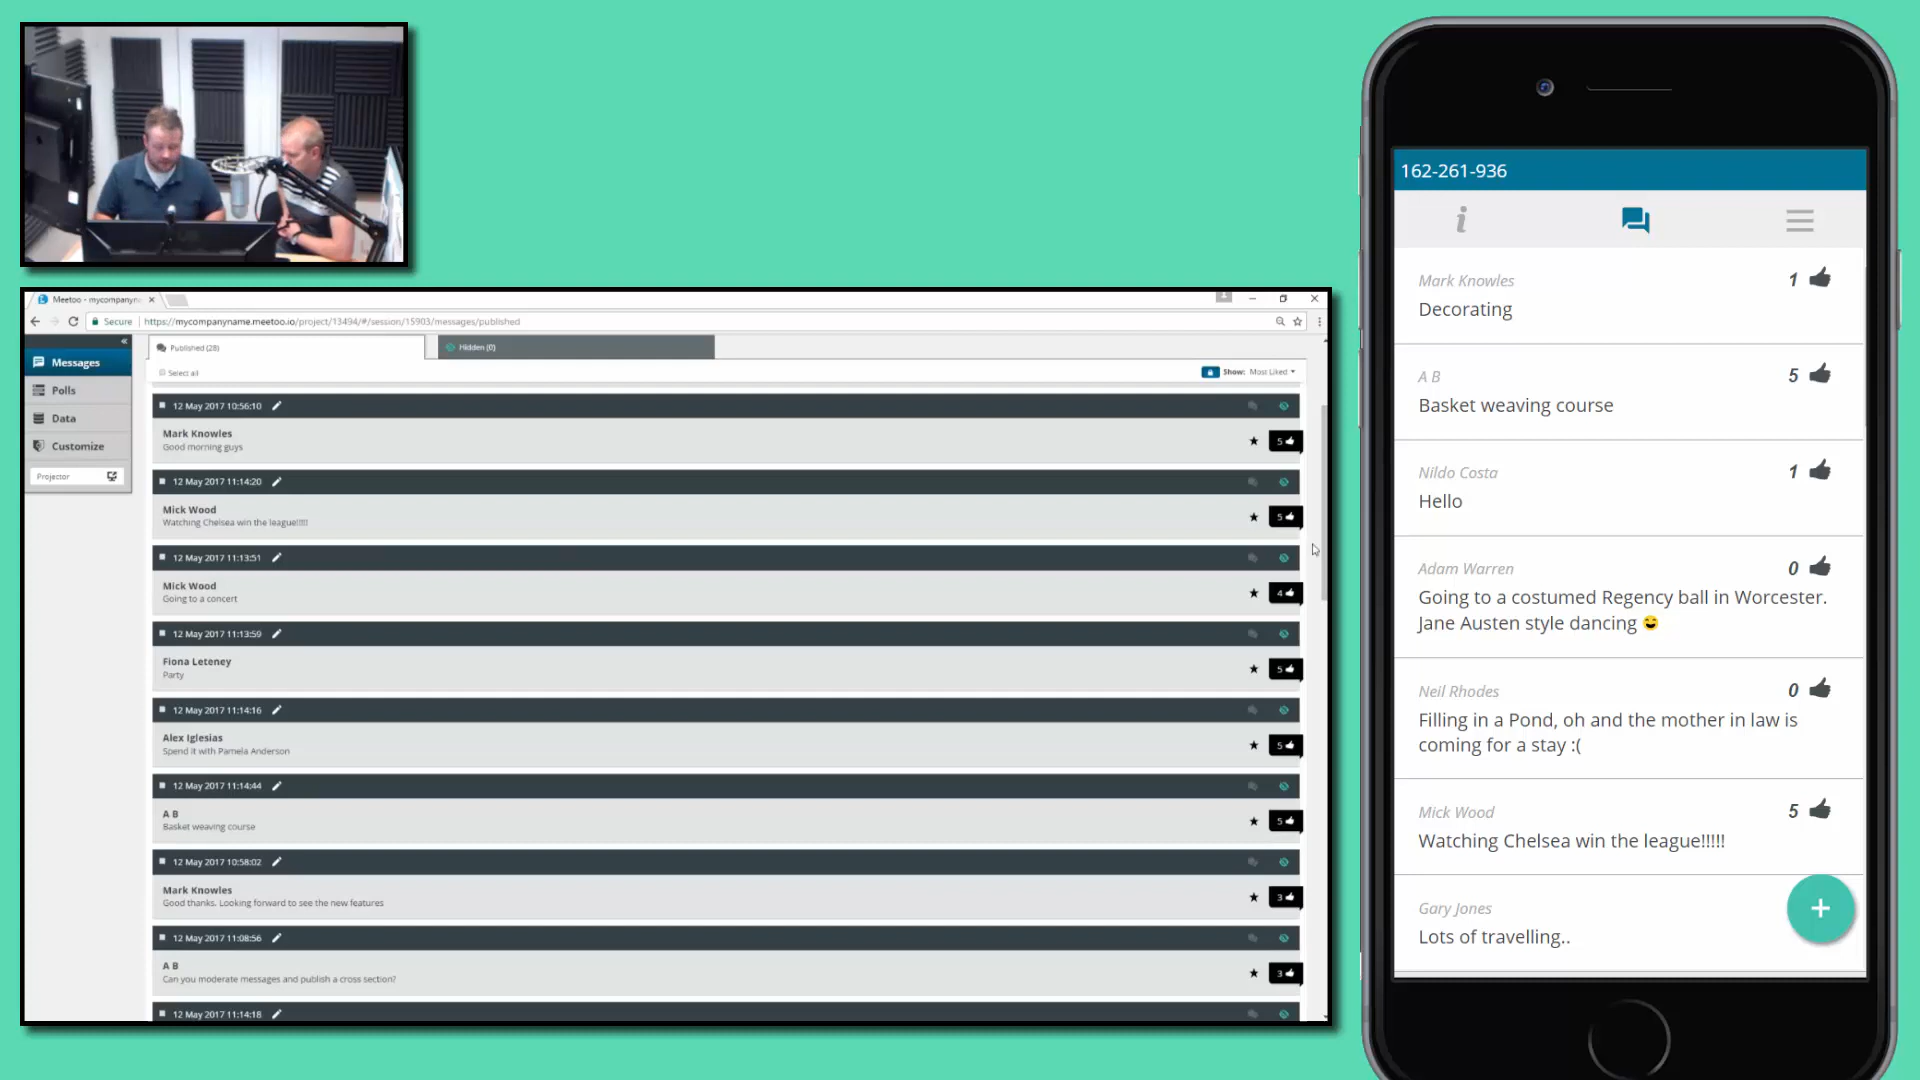 Meetoo - mycompanyn
Secure https://mycompanyname.meetoo.io/project/13494/#/session/15903/messages/published
Messages
Polls
Data
Customize
Projector
Published (28)
Hidden (0)
Select all
Show: Most Liked
12 May 2017 10:56:10
Mark Knowles
Good morning guys
5
12 May 2017 11:14:20
Mick Wood
Watching Chelsea win the league!!!!!
5
12 May 2017 11:13:51
Mick Wood
Going to a concert
4
12 May 2017 11:13:59
Fiona Leteney
Party
5
12 May 2017 11:14:16
Alex Iglesias
Spend it with Pamela Anderson
5
12 May 2017 11:14:44
A B
Basket weaving course
5
12 May 2017 10:58:02
Mark Knowles
Good thanks. Looking forward to see the new features
3
12 May 2017 11:08:56
A B
Can you moderate messages and publish a cross section?
3
12 May 2017 11:14:18
162-261-936
Mark Knowles 1
Decorating
A B 5
Basket weaving course
Nildo Costa 1
Hello
Adam Warren 0
Going to a costumed Regency ball in Worcester.
Jane Austen style dancing 😄
Neil Rhodes 0
Filling in a Pond, oh and the mother in law is
coming for a stay :(
Mick Wood 5
Watching Chelsea win the league!!!!!
Gary Jones
Lots of travelling..
+